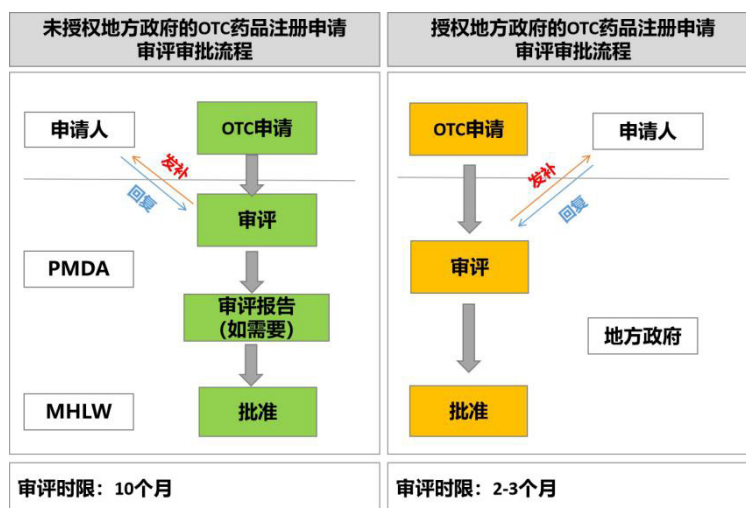 未授权地方政府的OTC药品注册申请
审评审批流程
申请人
OTC申请
发补
回复
审评
PMDA
审评报告
(如需要)
MHLW
批准
审评时限：10个月
授权地方政府的OTC药品注册申请
审评审批流程
OTC申请
申请人
发补
回复
审评
地方政府
批准
审评时限：2-3个月